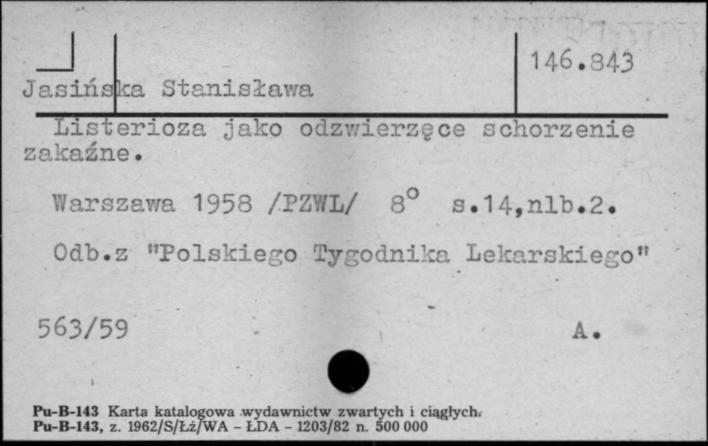 146.843
Jasińska Stanisława
Listerioza jako odzwierzęce schorzenie
zakaźne.
Warszawa 1958 /PZWL/ 8° s.14,nlb.2.
Odb.z "Polskiego Tygodnika Lekarskiego"
563/59 A.
Pu-B-143 Karta katalogowa wydawnictw zwartych i ciągłych.
Pu-B-143, z. 1962/S/Łź/WA - ŁDA - 1203/82 n. 500 000